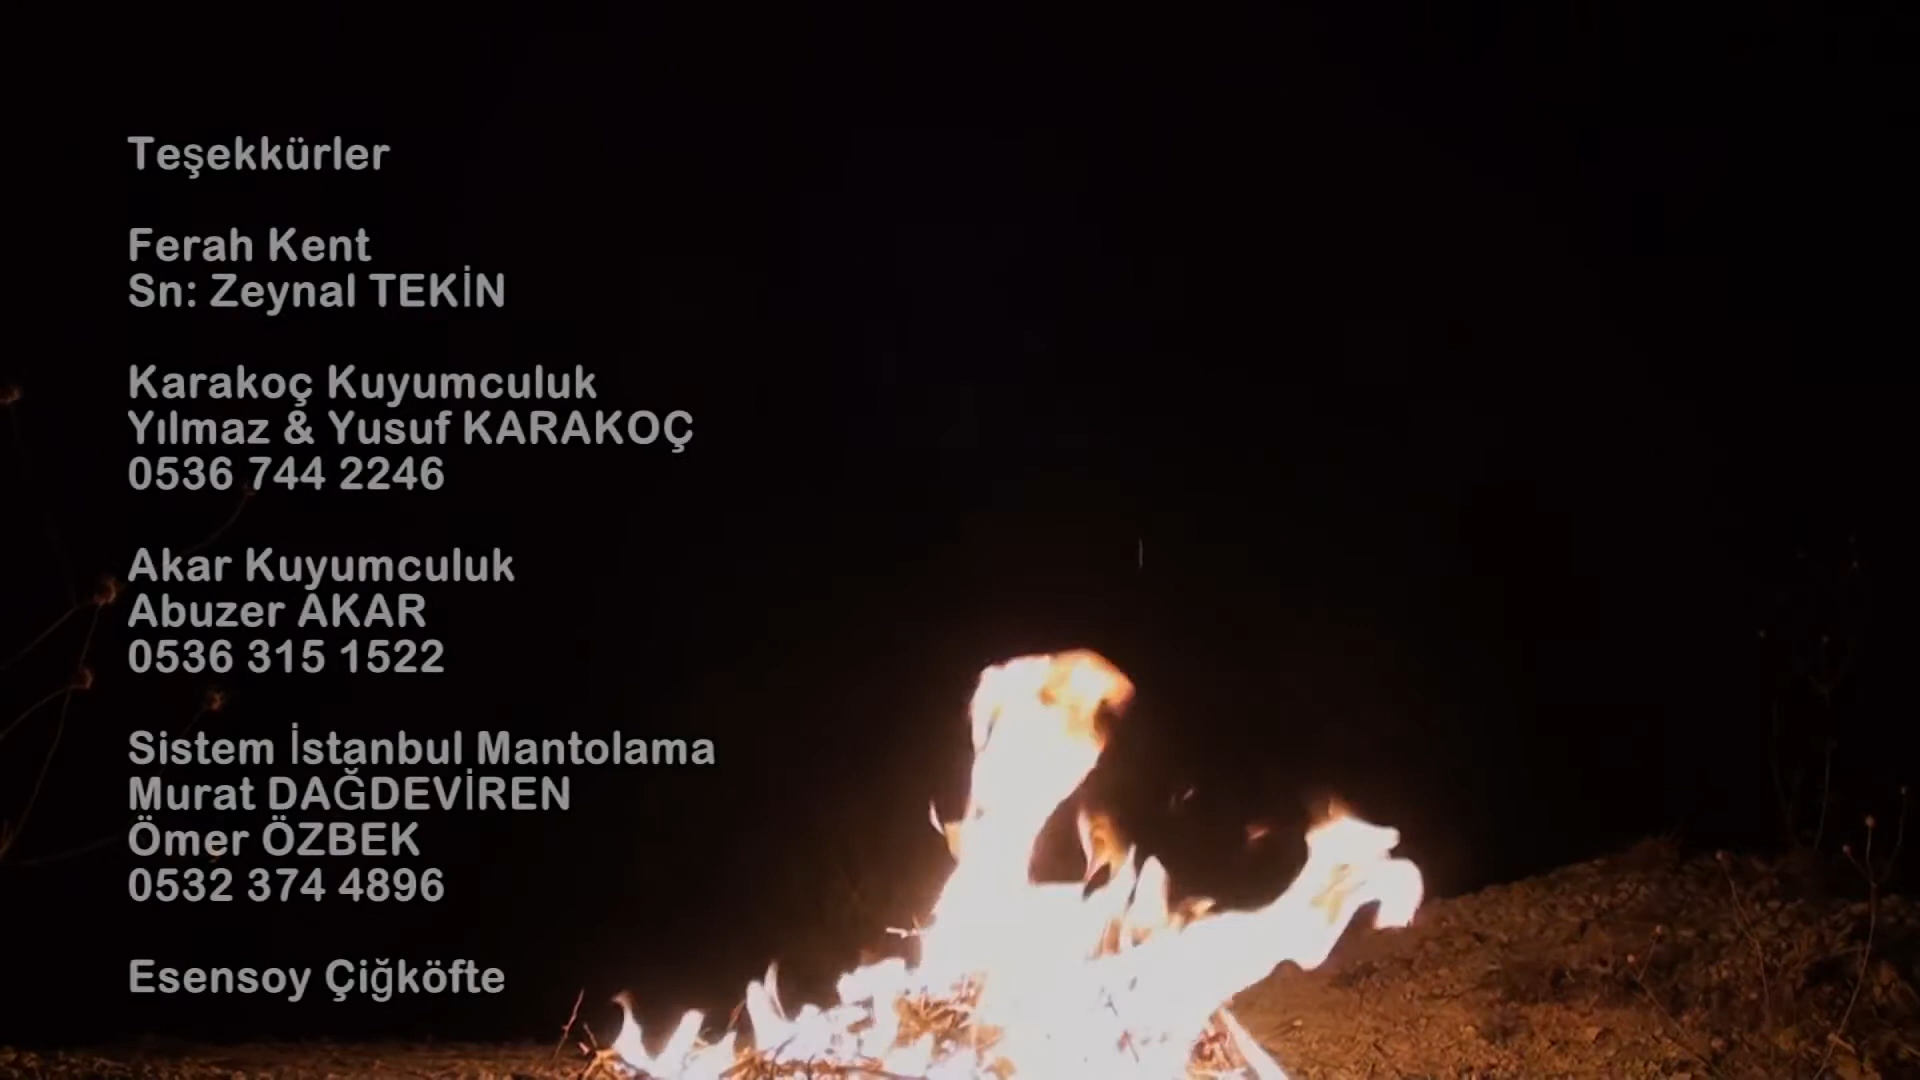 Teşekkürler
Ferah Kent
Sn: Zeynal TEKİN
Karakoç Kuyumculuk
Yılmaz & Yusuf KARAKOÇ
0536 744 2246
Akar Kuyumculuk
Abuzer AKAR
0536 315 1522
Sistem İstanbul Mantolama
Murat DAĞDEVİREN
Ömer ÖZBEK
0532 374 4896
Esensoy Çiğköfte